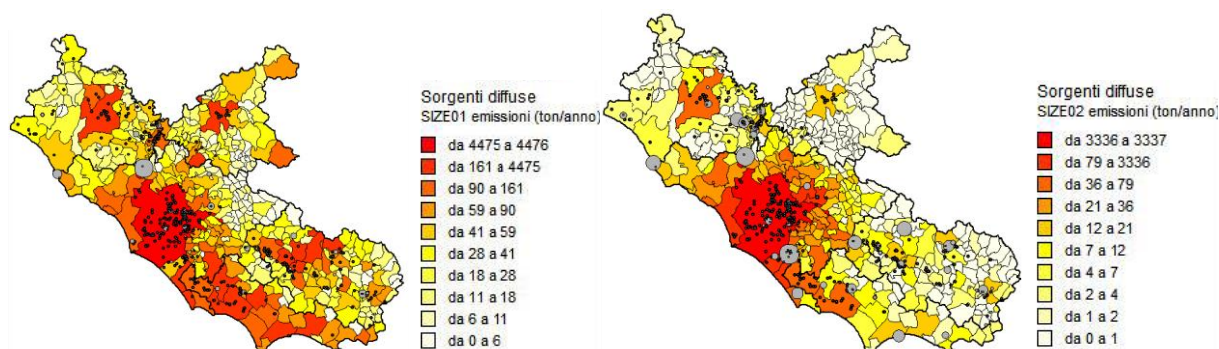 Sorgenti diffuse
SIZE01 emissioni (ton/anno)
da 4475 a 4476
da 161 a 4475
da 90 a 161
da 59 a 90
da 41 a 59
da 28 a 41
da 18 a 28
da 11 a 18
da 6 a 11
da 0 a 6
Sorgenti diffuse
SIZE02 emissioni (ton/anno)
da 3336 a 3337
da 79 a 3336
da 36 a 79
da 21 a 36
da 12 a 21
da 7 a 12
da 4 a 7
da 2 a 4
da 1 a 2
da 0 a 1